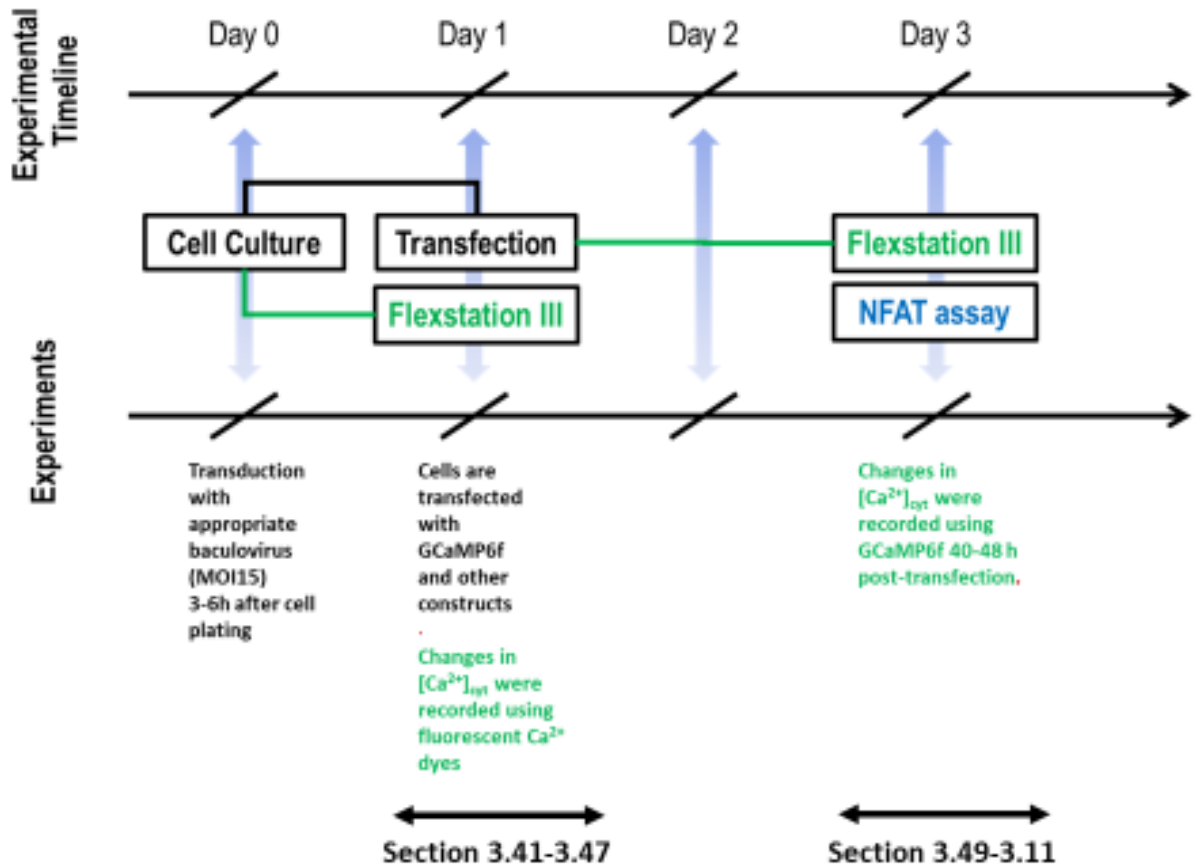 Experimental
Timeline
Day 0
Day 1
Day 2
Day 3
Cell Culture
Transfection
Flexstation III
Flexstation III
NFAT assay
Experiments
Transduction
with
appropriate
baculovirus
(MOI15)
3-6h after cell
plating
Cells are
transfected
with
GCaMP6f
and other
constructs
.
Changes in
[Ca²⁺]cyt were
recorded using
fluorescent Ca²⁺
dyes
Changes in
[Ca²⁺]cyt were
recorded using
GCaMP6f 40-48 h
post-transfection.
Section 3.41-3.47
Section 3.49-3.11